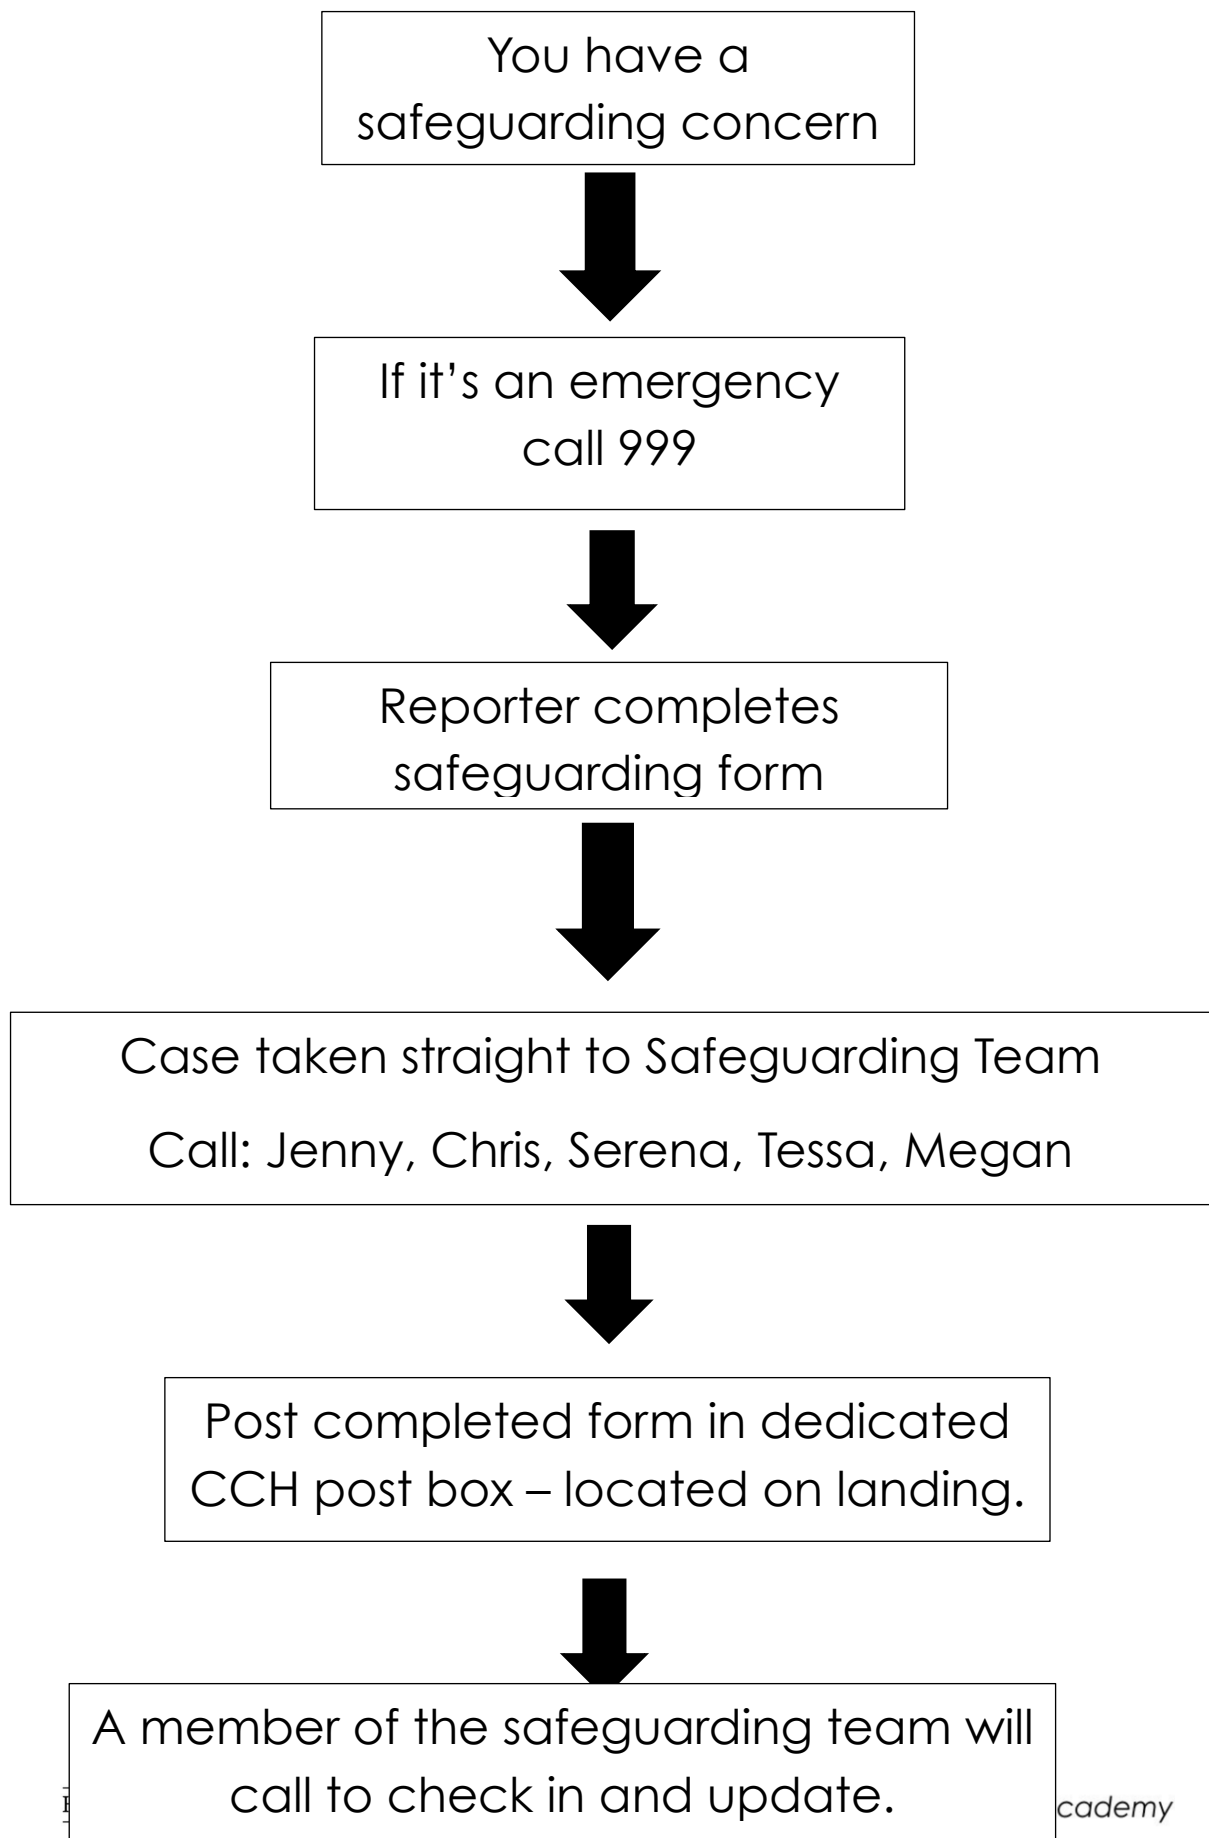 You have a
safeguarding concern
If it’s an emergency
call 999
Reporter completes
safeguarding form
Case taken straight to Safeguarding Team
Call: Jenny, Chris, Serena, Tessa, Megan
Post completed form in dedicated
CCH post box – located on landing.
A member of the safeguarding team will
call to check in and update.
cademy